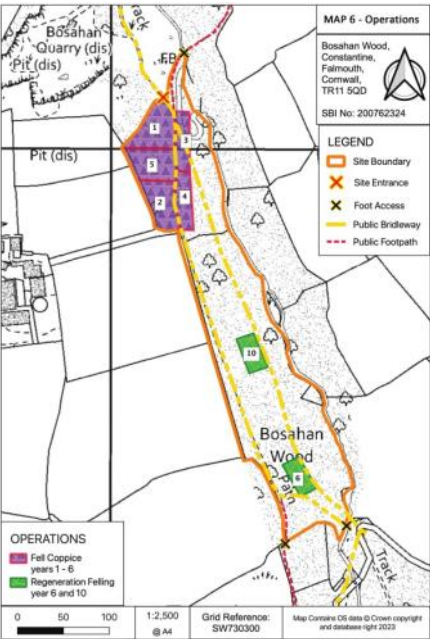 MAP 6 - Operations
Bosahan Wood,
Constantine,
Falmouth,
Cornwall,
TR11 5QD
SBI No: 200762324
LEGEND
Site Boundary
Site Entrance
Foot Access
Public Bridleway
Public Footpath
Track
Bosahan
Quarry (dis)
Pit (dis)
FB
1
3
Pit (dis)
5
4
2
10
Bosahan
Wood
6
Path
Track
OPERATIONS
Fell Coppice
years 1 - 6
Regeneration Felling
year 6 and 10
0 50 100
1:2,500
@ A4
Grid Reference:
SW730300
Map Contains OS data @ Crown copyright
and database right 2023